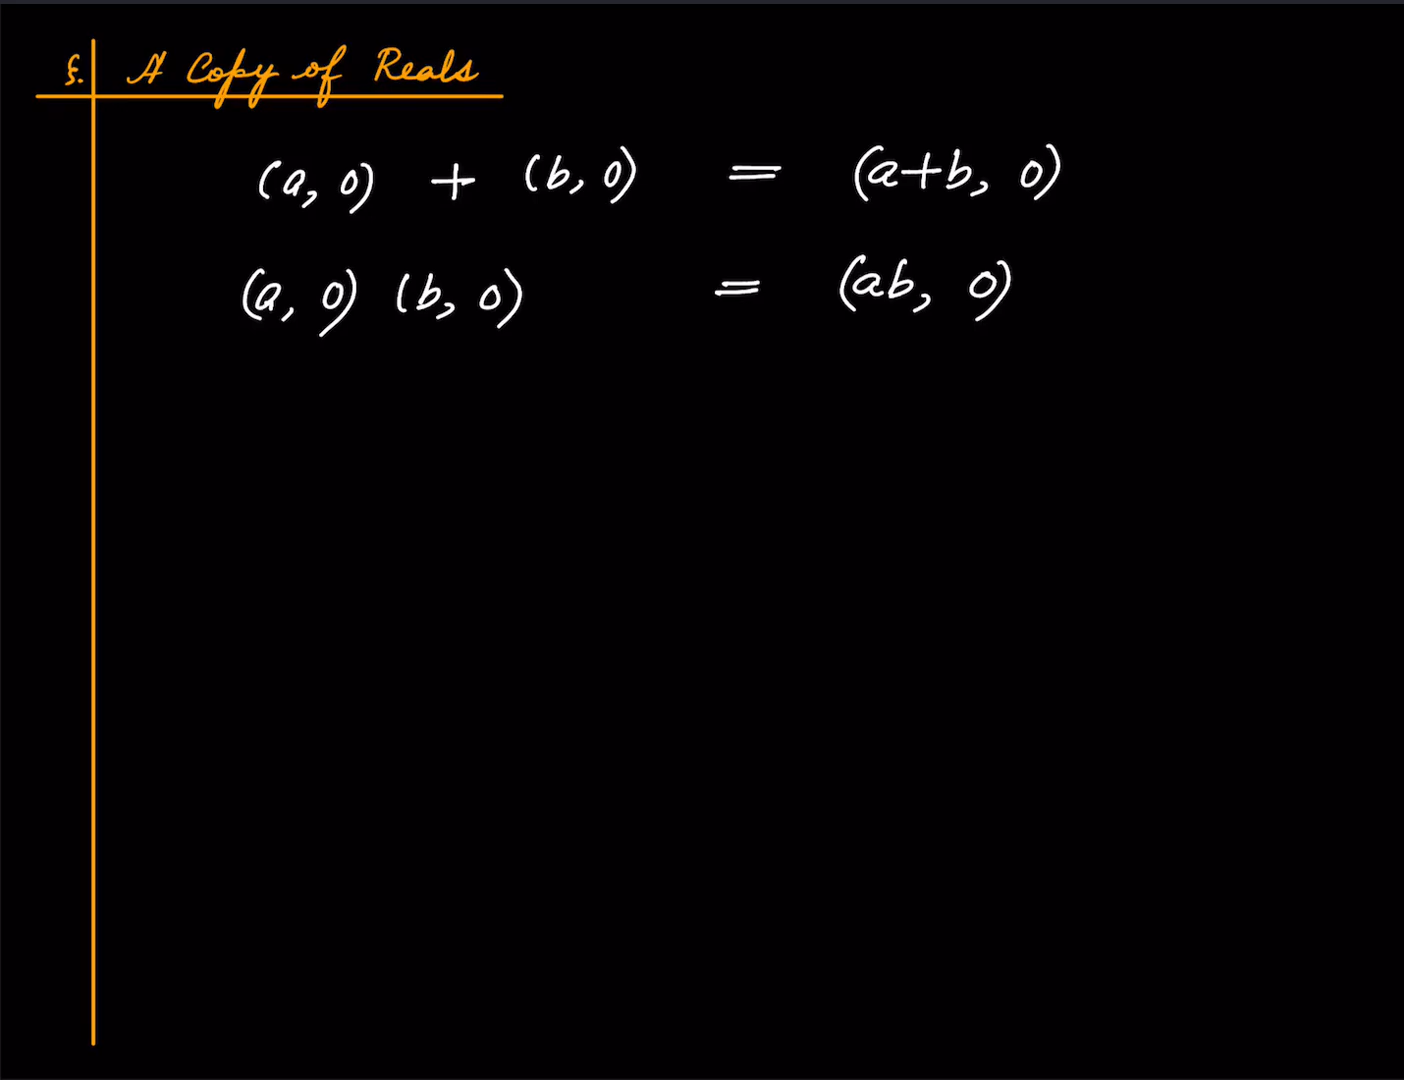 §. A Copy of Reals
(a, 0) + (b, 0) = (a+b, 0)
(a, 0) (b, 0) = (ab, 0)